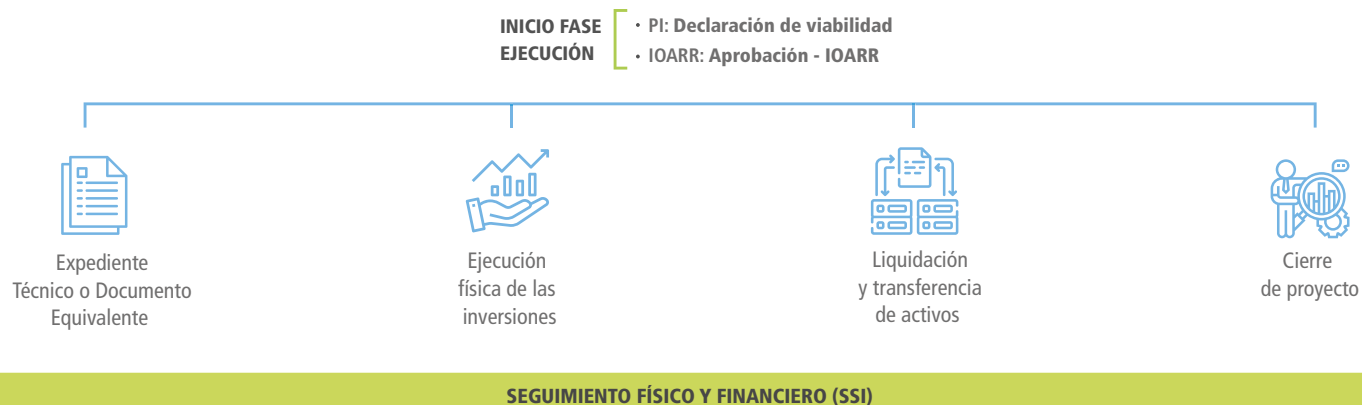 INICIO FASE
EJECUCIÓN
• PI: Declaración de viabilidad
• IOARR: Aprobación - IOARR
Expediente
Técnico o Documento
Equivalente
Ejecución
física de las
inversiones
Liquidación
y transferencia
de activos
Cierre
de proyecto
SEGUIMIENTO FÍSICO Y FINANCIERO (SSI)